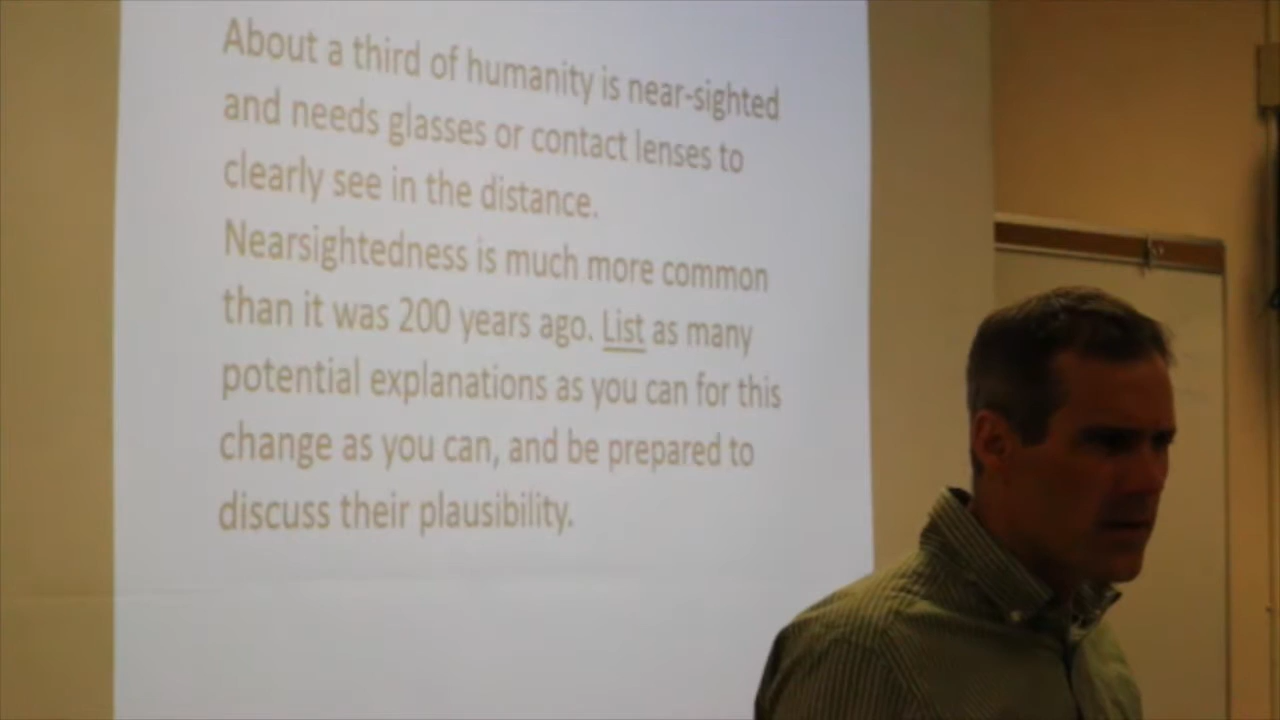 About a third of humanity is near-sighted
and needs glasses or contact lenses to
clearly see in the distance.
Nearsightedness is much more common
than it was 200 years ago. List as many
potential explanations as you can for this
change as you can, and be prepared to
discuss their plausibility.